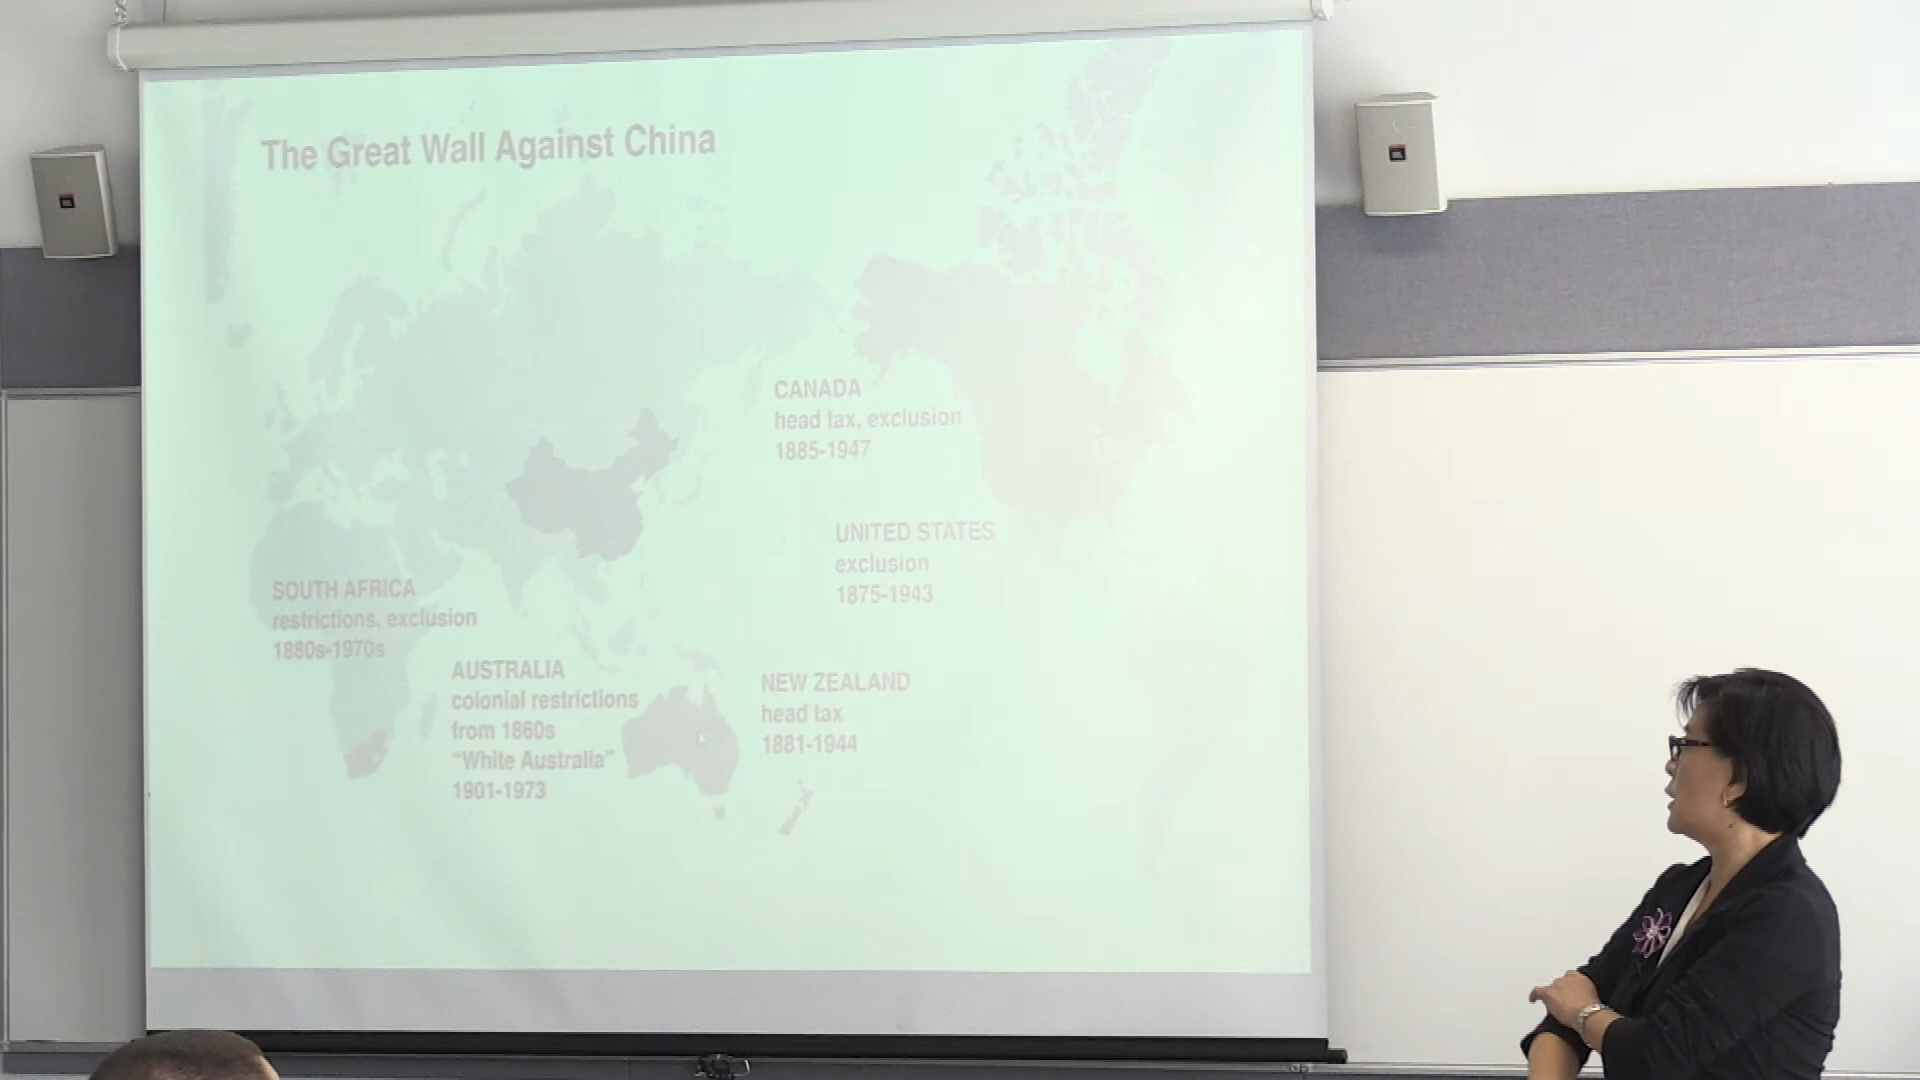 The Great Wall Against China
CANADA
head tax, exclusion
1885-1947
UNITED STATES
exclusion
1875-1943
SOUTH AFRICA
restrictions, exclusion
1880s-1970s
AUSTRALIA
colonial restrictions
from 1860s
“White Australia”
1901-1973
NEW ZEALAND
head tax
1881-1944